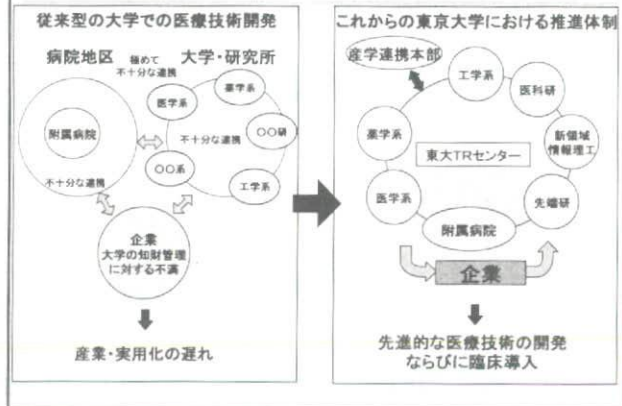 従来型の大学での医療技術開発
病院地区
極めて
不十分な連携
大学・研究所
附属病院
不十分な連携
医学系
薬学系
〇〇研
不十分な連携
〇〇系
工学系
企業
大学の知財管理
に対する不満
産業・実用化の遅れ
これからの東京大学における推進体制
産学連携本部
工学系
医科研
薬学系
新領域
情報理工
東大TRセンター
医学系
先端研
附属病院
企業
先進的な医療技術の開発
ならびに臨床導入